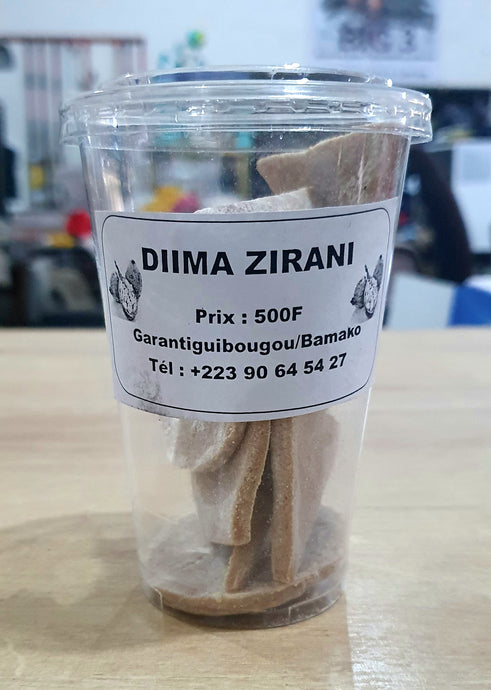 DIIMA ZIRANI
Prix : 500F
Garantiguibougou/Bamako
Tél : +223 90 64 54 27